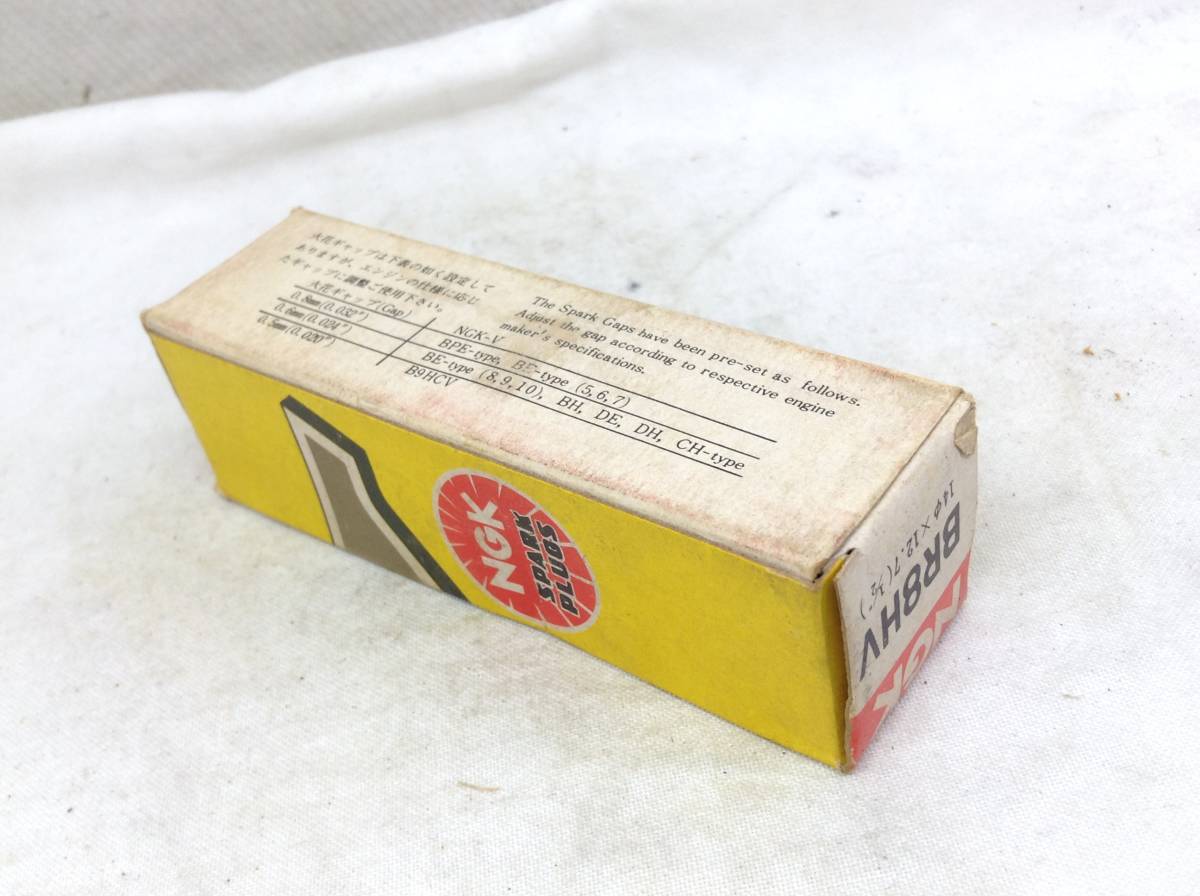 火花ギャップは下表の如く設定して
ありますが、エンジンの仕様に応じ
たギャップに調整ご使用下さい。
The Spark Gaps have been pre-set as follows.
Adjust the gap according to respective engine
maker's specifications.
火花ギャップ(Gap)
0.8mm(0.032") NGK-V
0.6mm(0.024") BPE-type, BE-type (5,6,7)
0.5mm(0.020") BE-type (8,9,10), BH, DE, DH, CH-type
B9HCV
NGK
SPARK
PLUGS
14φ×12.7(½")
BR8HV
NGK